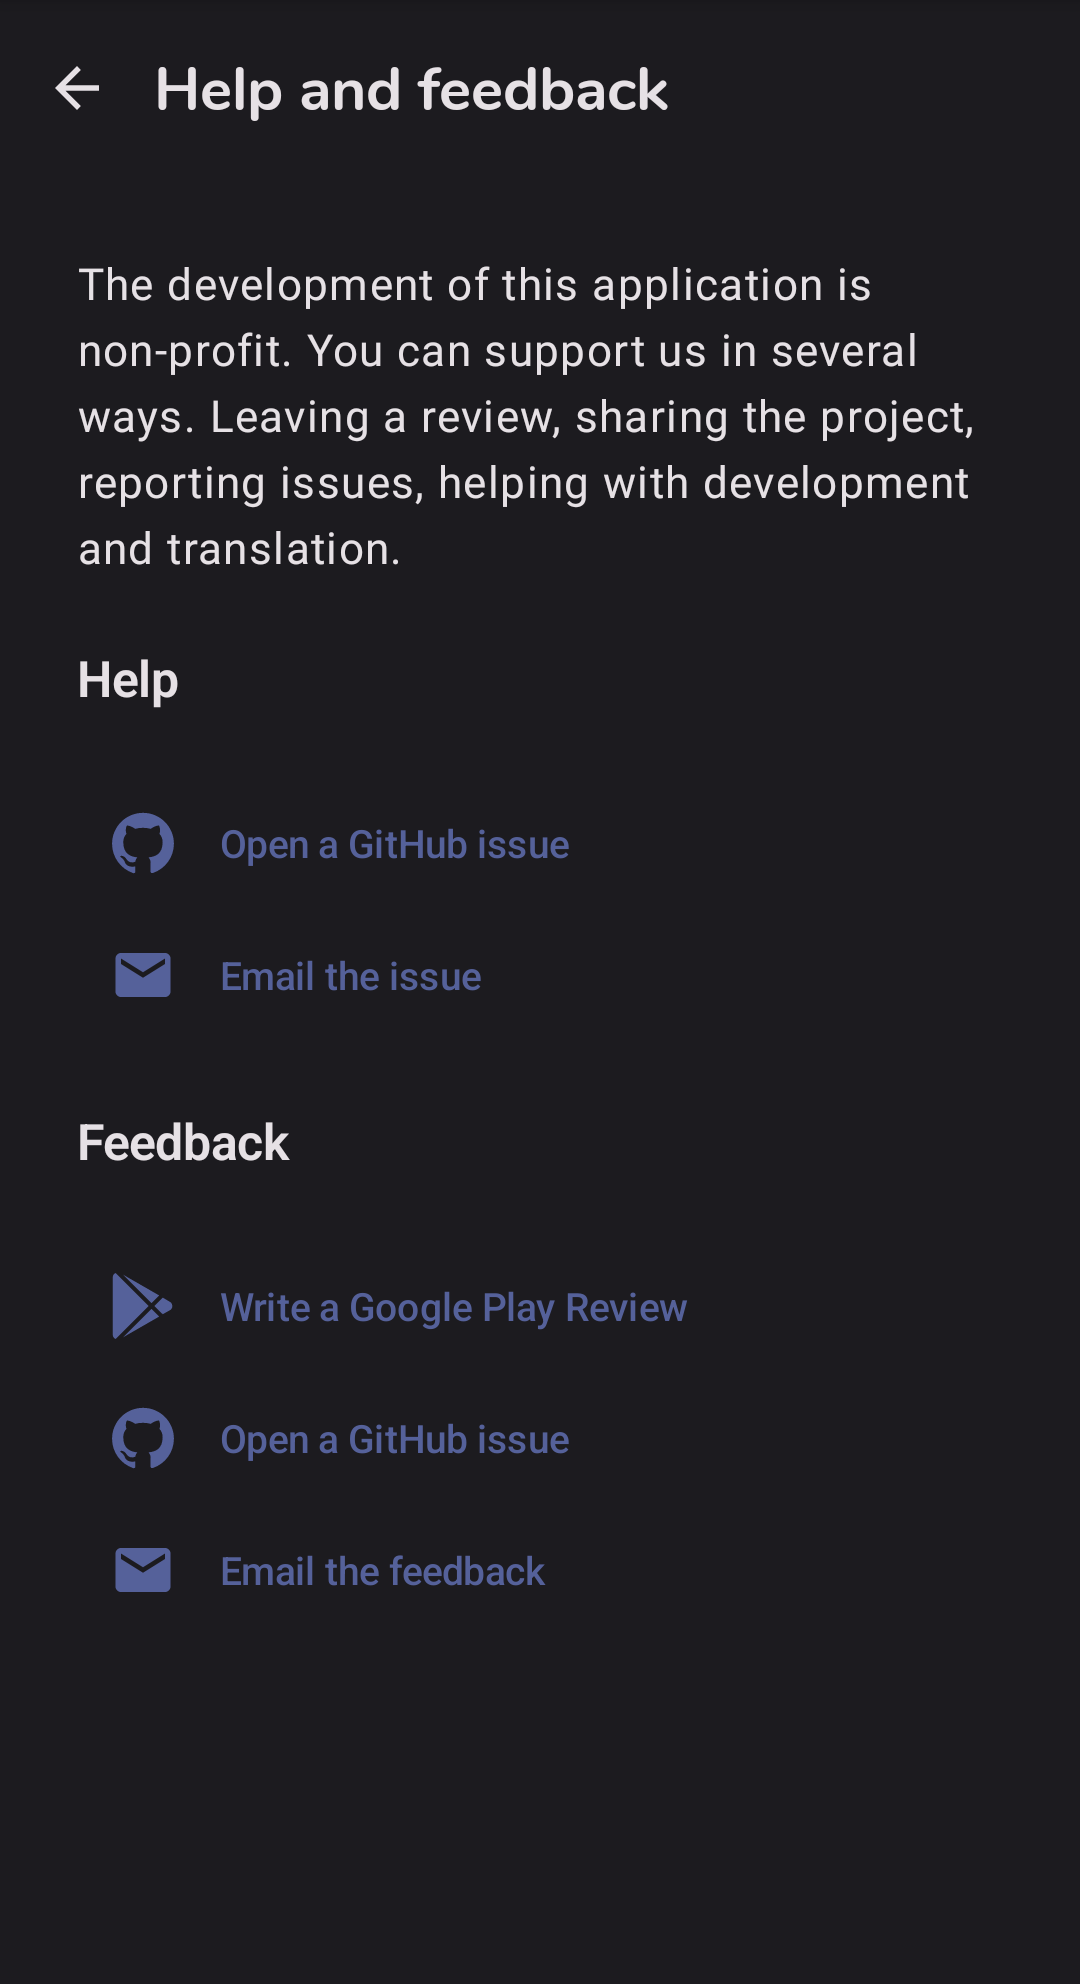 Help and feedback
The development of this application is
non-profit. You can support us in several
ways. Leaving a review, sharing the project,
reporting issues, helping with development
and translation.
Help
Open a GitHub issue
Email the issue
Feedback
Write a Google Play Review
Open a GitHub issue
Email the feedback